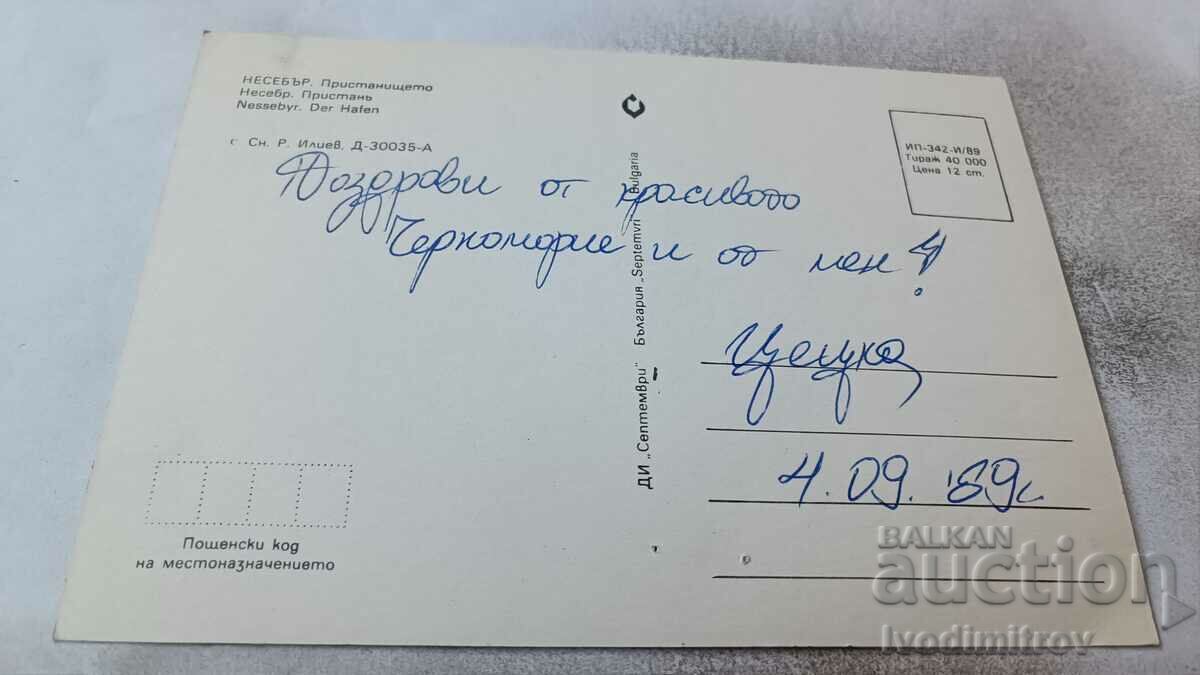 НЕСЕБЪР. Пристанището
Несебр. Пристань
Nessebyr. Der Hafen
с Сн. Р. Илиев, Д-30035-А
Поздрави от красивото
Черноморие и от мен!
ИП-342-И/89
Тираж 40 000
Цена 12 ст.
ДИ „Септември" България „Septemvri" Bulgaria
Цецка
4.09.'89г.
Пощенски код
на местоназначението
BALKAN
auction
Ivodimitrov